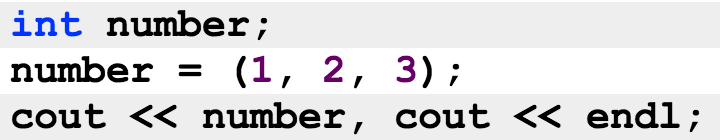 int number;
number = (1, 2, 3);
cout << number, cout << endl;